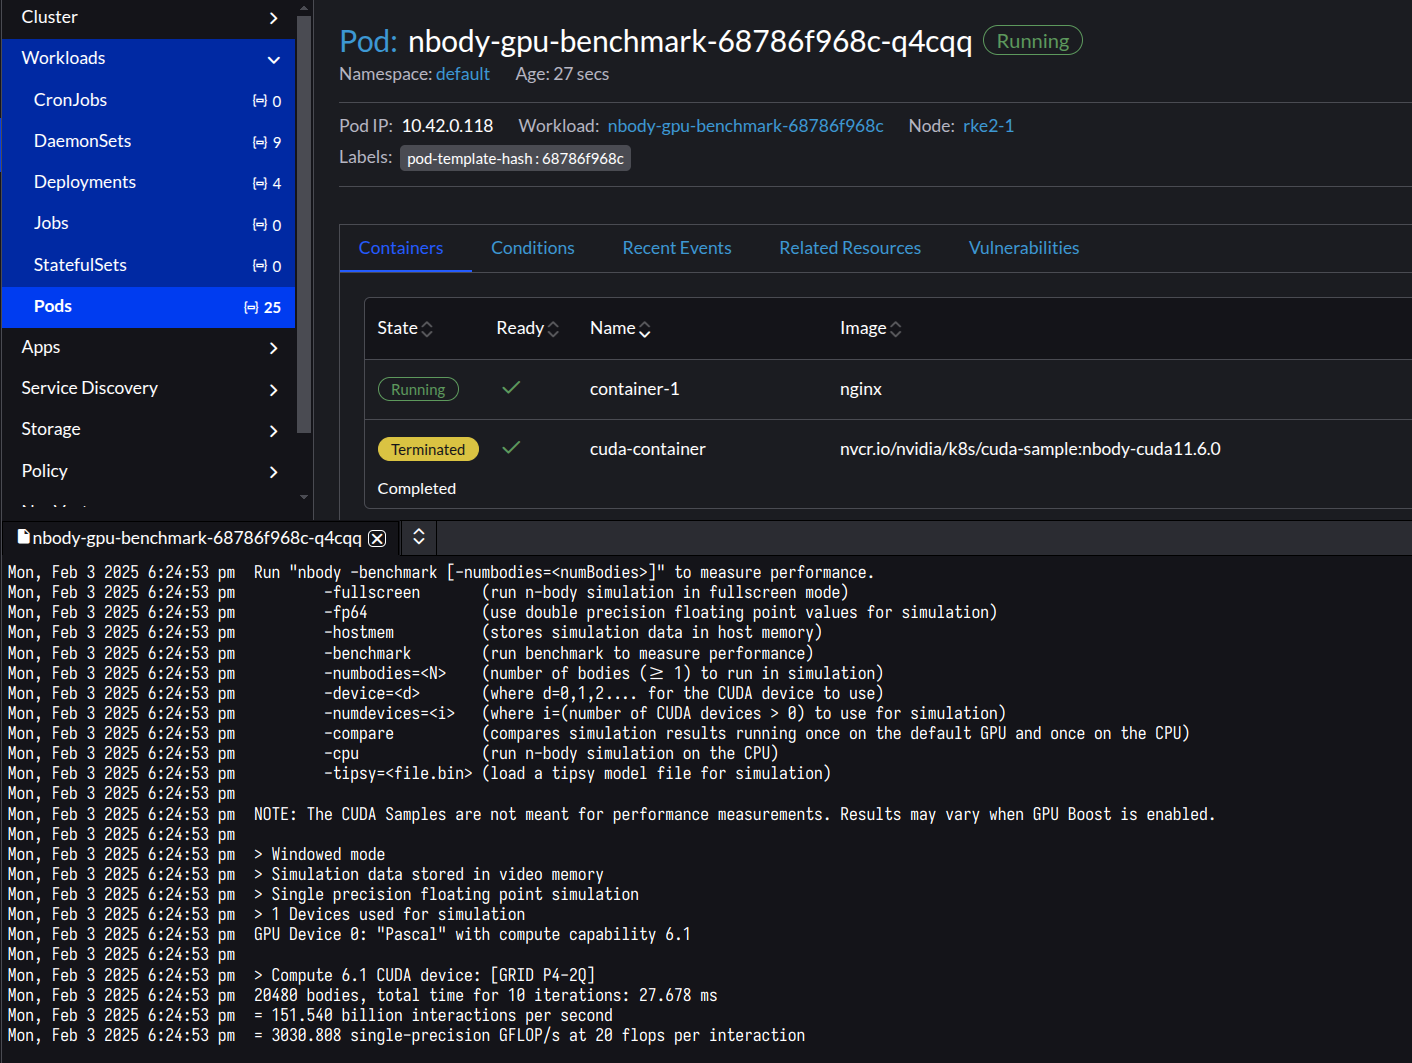 Cluster
Workloads
CronJobs 0
DaemonSets 9
Deployments 4
Jobs 0
StatefulSets 0
Pods 25
Apps
Service Discovery
Storage
Policy
Pod: nbody-gpu-benchmark-68786f968c-q4cqq Running
Namespace: default Age: 27 secs
Pod IP: 10.42.0.118 Workload: nbody-gpu-benchmark-68786f968c Node: rke2-1
Labels: pod-template-hash : 68786f968c
Containers Conditions Recent Events Related Resources Vulnerabilities
State Ready Name Image
Running container-1 nginx
Terminated cuda-container nvcr.io/nvidia/k8s/cuda-sample:nbody-cuda11.6.0
Completed
nbody-gpu-benchmark-68786f968c-q4cqq
Mon, Feb 3 2025 6:24:53 pm Run "nbody -benchmark [-numbodies=<numBodies>]" to measure performance.
Mon, Feb 3 2025 6:24:53 pm -fullscreen (run n-body simulation in fullscreen mode)
Mon, Feb 3 2025 6:24:53 pm -fp64 (use double precision floating point values for simulation)
Mon, Feb 3 2025 6:24:53 pm -hostmem (stores simulation data in host memory)
Mon, Feb 3 2025 6:24:53 pm -benchmark (run benchmark to measure performance)
Mon, Feb 3 2025 6:24:53 pm -numbodies=<N> (number of bodies (≥ 1) to run in simulation)
Mon, Feb 3 2025 6:24:53 pm -device=<d> (where d=0,1,2.... for the CUDA device to use)
Mon, Feb 3 2025 6:24:53 pm -numdevices=<i> (where i=(number of CUDA devices > 0) to use for simulation)
Mon, Feb 3 2025 6:24:53 pm -compare (compares simulation results running once on the default GPU and once on the CPU)
Mon, Feb 3 2025 6:24:53 pm -cpu (run n-body simulation on the CPU)
Mon, Feb 3 2025 6:24:53 pm -tipsy=<file.bin> (load a tipsy model file for simulation)
Mon, Feb 3 2025 6:24:53 pm
Mon, Feb 3 2025 6:24:53 pm NOTE: The CUDA Samples are not meant for performance measurements. Results may vary when GPU Boost is enabled.
Mon, Feb 3 2025 6:24:53 pm
Mon, Feb 3 2025 6:24:53 pm > Windowed mode
Mon, Feb 3 2025 6:24:53 pm > Simulation data stored in video memory
Mon, Feb 3 2025 6:24:53 pm > Single precision floating point simulation
Mon, Feb 3 2025 6:24:53 pm > 1 Devices used for simulation
Mon, Feb 3 2025 6:24:53 pm GPU Device 0: "Pascal" with compute capability 6.1
Mon, Feb 3 2025 6:24:53 pm
Mon, Feb 3 2025 6:24:53 pm > Compute 6.1 CUDA device: [GRID P4-2Q]
Mon, Feb 3 2025 6:24:53 pm 20480 bodies, total time for 10 iterations: 27.678 ms
Mon, Feb 3 2025 6:24:53 pm = 151.540 billion interactions per second
Mon, Feb 3 2025 6:24:53 pm = 3030.808 single-precision GFLOP/s at 20 flops per interaction